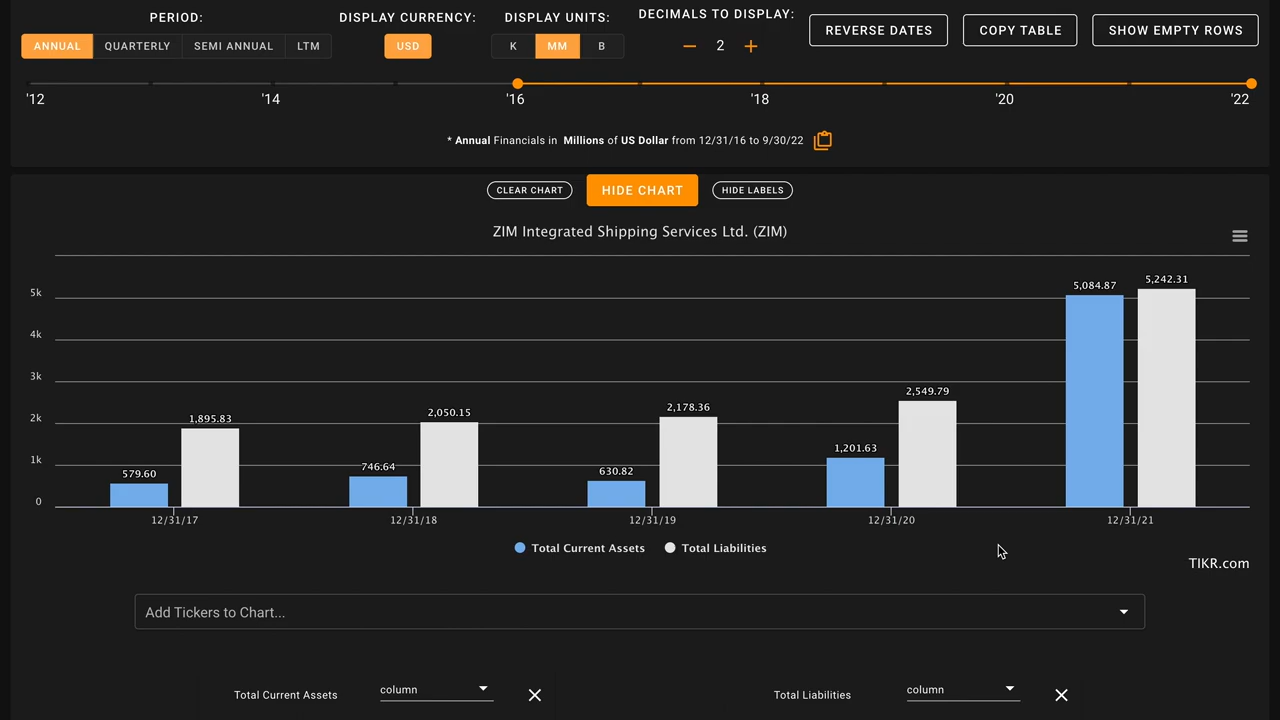 PERIOD: DISPLAY CURRENCY: DISPLAY UNITS: DECIMALS TO DISPLAY:
ANNUAL QUARTERLY SEMI ANNUAL LTM USD K MM B − 2 + REVERSE DATES COPY TABLE SHOW EMPTY ROWS
'12 '14 '16 '18 '20 '22
* Annual Financials in Millions of US Dollar from 12/31/16 to 9/30/22
CLEAR CHART HIDE CHART HIDE LABELS
ZIM Integrated Shipping Services Ltd. (ZIM)
5k
4k
3k
2k
1k
0
579.60 1,895.83 746.64 2,050.15 630.82 2,178.36 1,201.63 2,549.79 5,084.87 5,242.31
12/31/17 12/31/18 12/31/19 12/31/20 12/31/21
Total Current Assets Total Liabilities
TIKR.com
Add Tickers to Chart...
Total Current Assets column Total Liabilities column